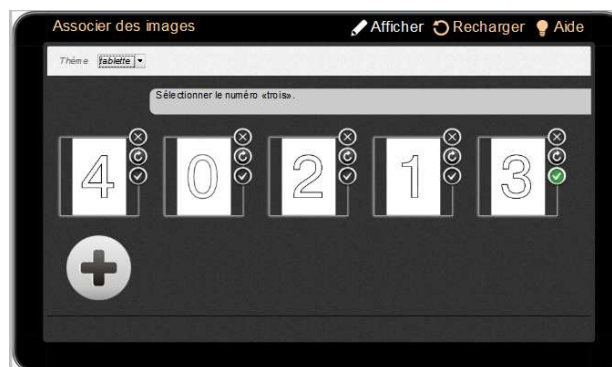 Associer des images Afficher Recharger Aide
Thème tablette
Sélectionner le numéro «trois».
4 0 2 1 3